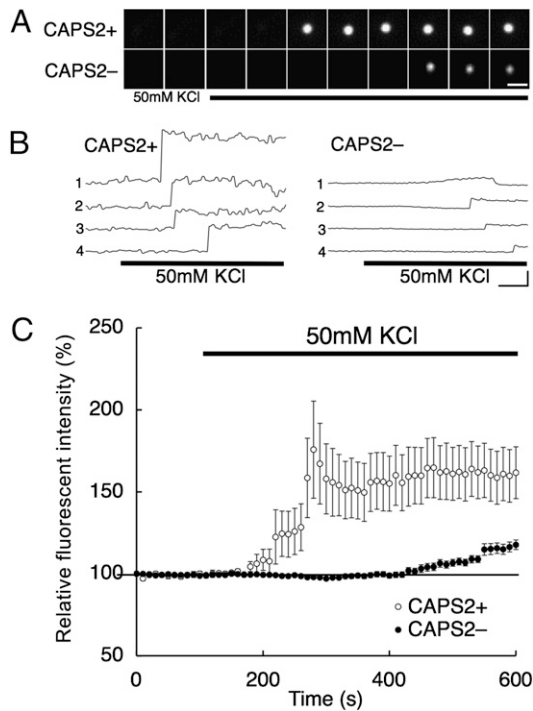 A
CAPS2+
CAPS2−
50mM KCl
B
CAPS2+
CAPS2−
1
2
3
4
1
2
3
4
50mM KCl
50mM KCl
C
50mM KCl
Relative fluorescent intensity (%)
250
200
150
100
50
CAPS2+
CAPS2−
0
200
400
600
Time (s)